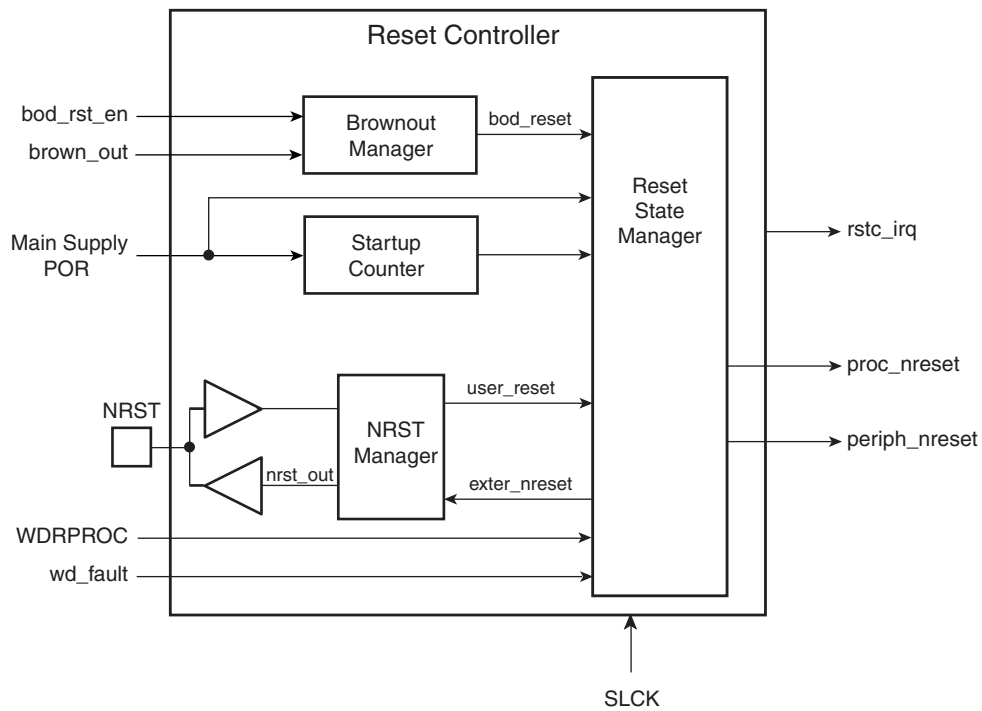 Reset Controller
bod_rst_en
brown_out
Brownout
Manager
bod_reset
Main Supply
POR
Startup
Counter
Reset
State
Manager
rstc_irq
proc_nreset
periph_nreset
NRST
NRST
Manager
user_reset
nrst_out
exter_nreset
WDRPROC
wd_fault
SLCK